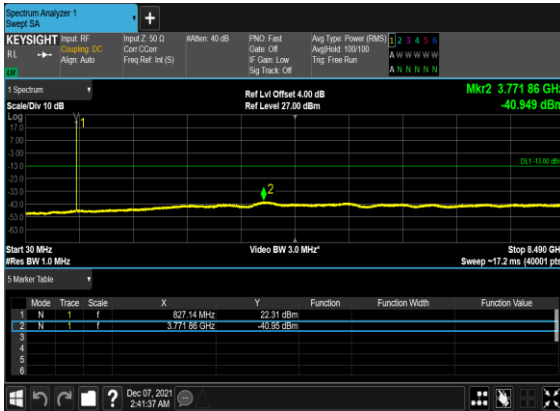 Spectrum Analyzer 1
Swept SA
+
KEYSIGHT Input: RF Input Z: 50 Ω #Atten: 40 dB PNO: Fast Avg Type: Power (RMS) 1 2 3 4 5 6
RL Coupling: DC Corr CCorr Gate: Off Avg|Hold: 100/100 A W W W W W
Align: Auto Freq Ref: Int (S) IF Gain: Low Trig: Free Run
Sig Track: Off A N N N N N
1 Spectrum Ref Lvl Offset 4.00 dB Mkr2 3.771 86 GHz
Scale/Div 10 dB Ref Level 27.00 dBm -40.949 dBm
Log
17.0
7.00
-3.00
-13.0
-23.0
-33.0
-43.0
-53.0
-63.0
1
2
DL1 -13.00 dBm
Start 30 MHz Video BW 3.0 MHz* Stop 8.490 GHz
#Res BW 1.0 MHz Sweep ~17.2 ms (40001 pts)
5 Marker Table
Mode Trace Scale X Y Function Function Width Function Value
1 N 1 f 827.14 MHz 22.31 dBm
2 N 1 f 3.771 86 GHz -40.95 dBm
3
4
5
6
? Dec 07, 2021
2:41:37 AM